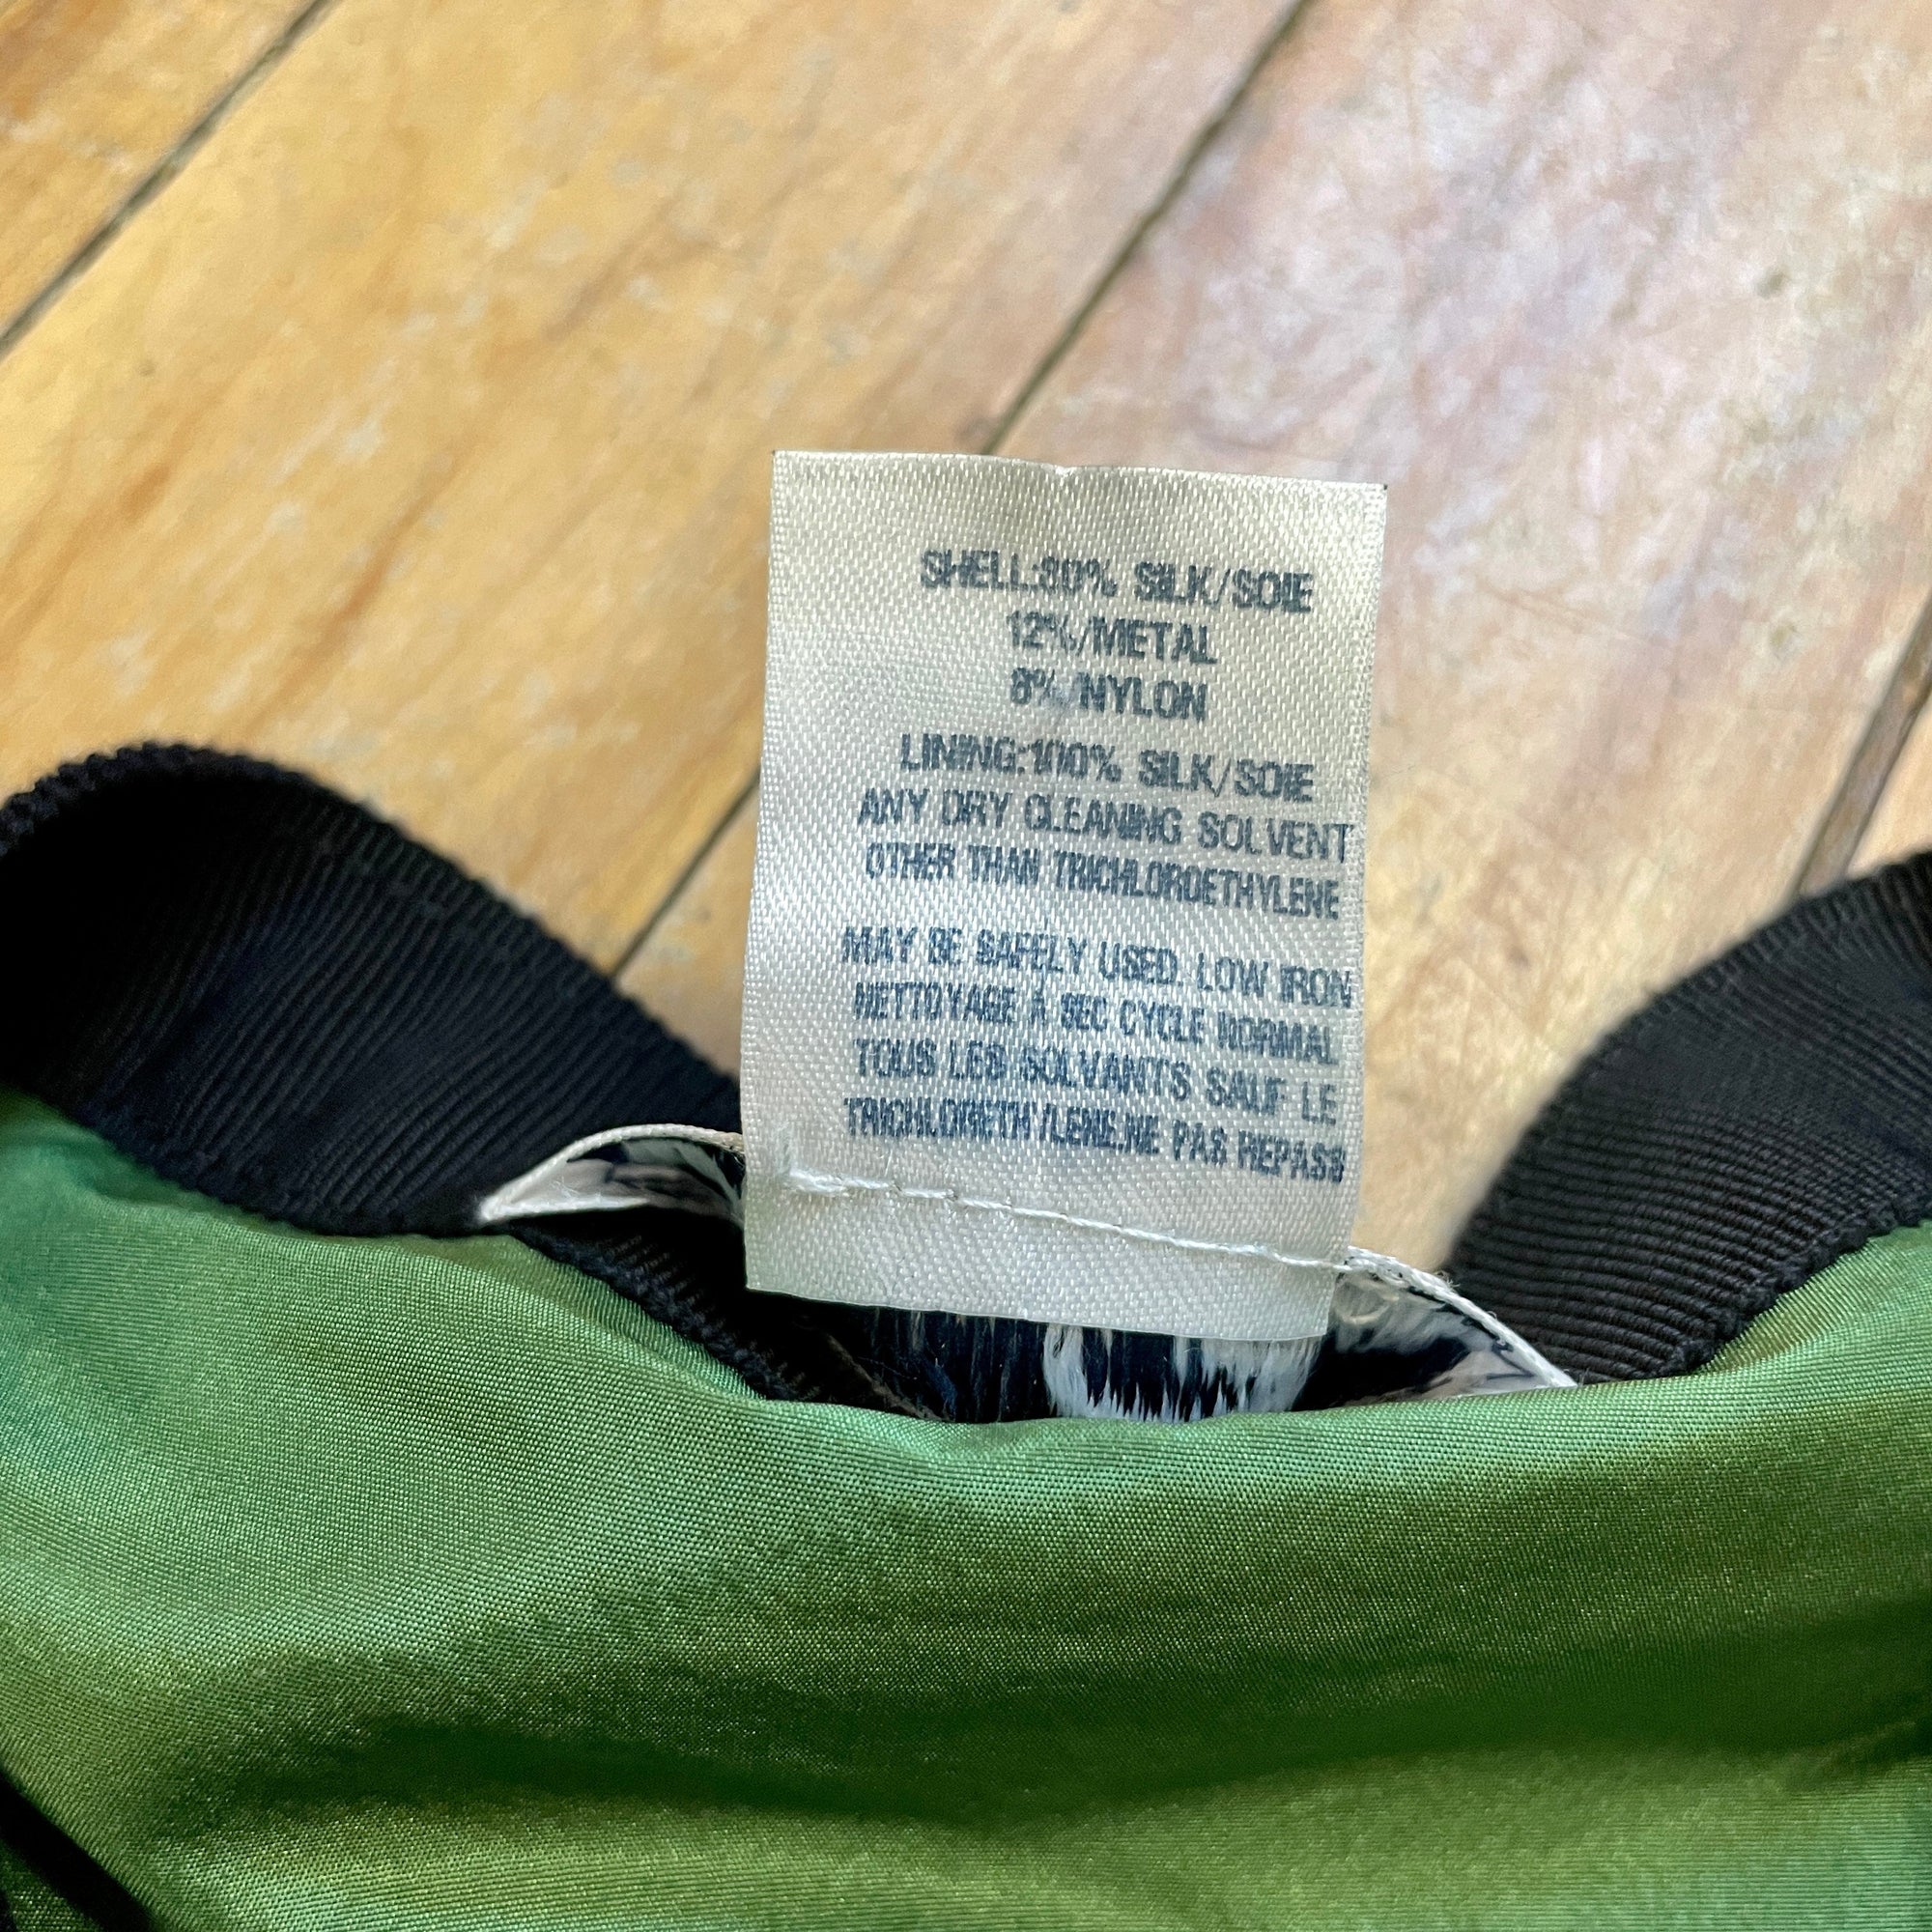 SHELL:80% SILK/SOIE
12%/METAL
8%/NYLON
LINING:100% SILK/SOIE
ANY DRY CLEANING SOLVENT
OTHER THAN TRICHLOROETHYLENE
MAY BE SAFELY USED. LOW IRON
NETTOYAGE À SEC CYCLE NORMAL
TOUS LES SOLVANTS SAUF LE
TRICHLORETHYLENE.NE PAS REPASS